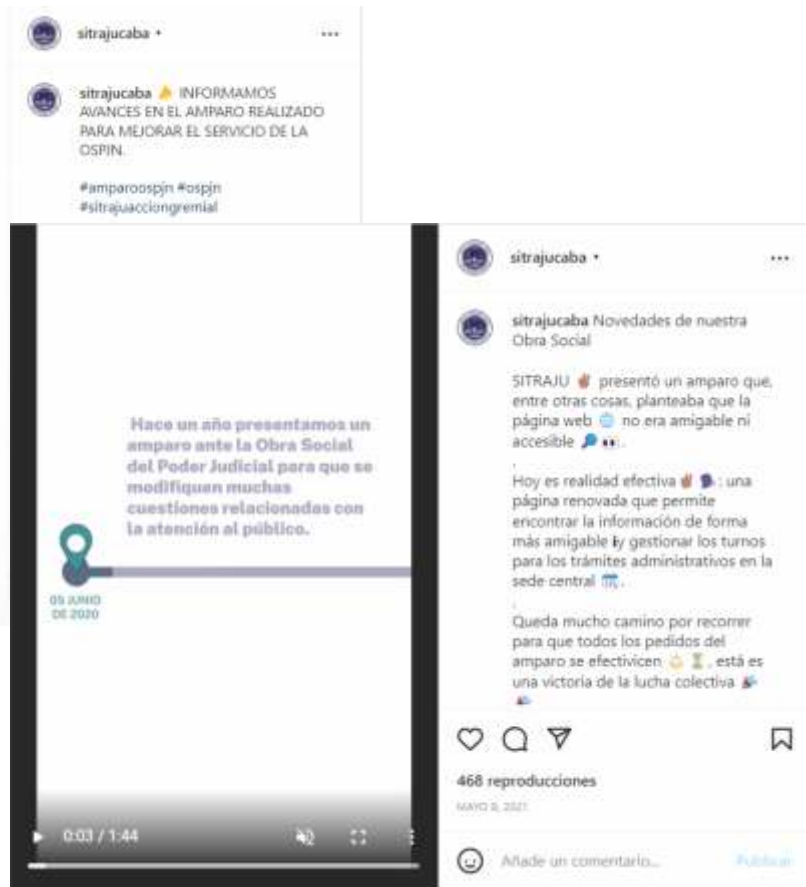 sitrajucaba •
sitrajucaba INFORMAMOS
AVANCES EN EL AMPARO REALIZADO
PARA MEJORAR EL SERVICIO DE LA
OSPJN.
#amparoospjn #ospjn
#sitrajuacciongremial
Hace un año presentamos un
amparo ante la Obra Social
del Poder Judicial para que se
modifiquen muchas
cuestiones relacionadas con
la atención al público.
05 JUNIO
DE 2020
0:03 / 1:44
sitrajucaba •
sitrajucaba Novedades de nuestra
Obra Social
SITRAJU presentó un amparo que,
entre otras cosas, planteaba que la
página web no era amigable ni
accesible .
.
Hoy es realidad efectiva : una
página renovada que permite
encontrar la información de forma
más amigable y gestionar los turnos
para los trámites administrativos en la
sede central .
.
Queda mucho camino por recorrer
para que todos los pedidos del
amparo se efectivicen , está es
una victoria de la lucha colectiva
468 reproducciones
MAYO 9, 2021
Añade un comentario...
Publicar